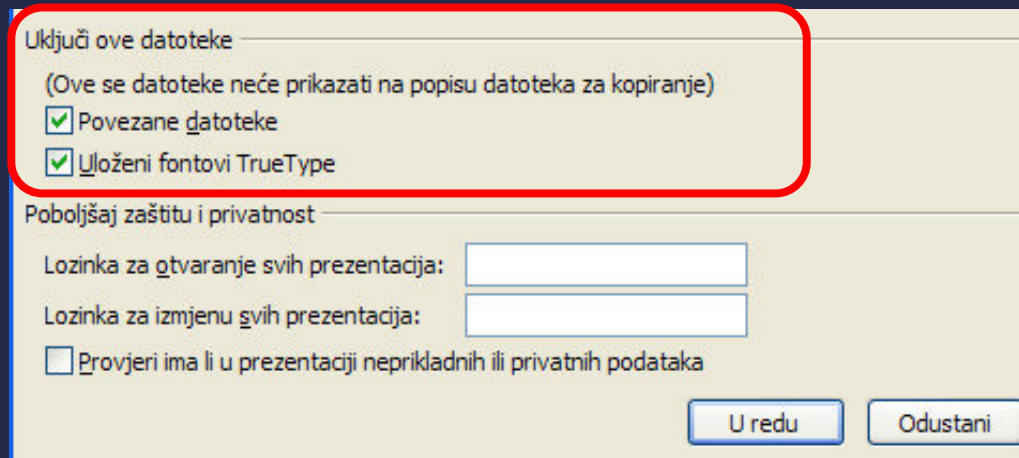 Uključi ove datoteke
(Ove se datoteke neće prikazati na popisu datoteka za kopiranje)
Povezane datoteke
Uloženi fontovi TrueType
Poboljšaj zaštitu i privatnost
Lozinka za otvaranje svih prezentacija:
Lozinka za izmjenu svih prezentacija:
Provjeri ima li u prezentaciji neprikladnih ili privatnih podataka
U redu Odustani